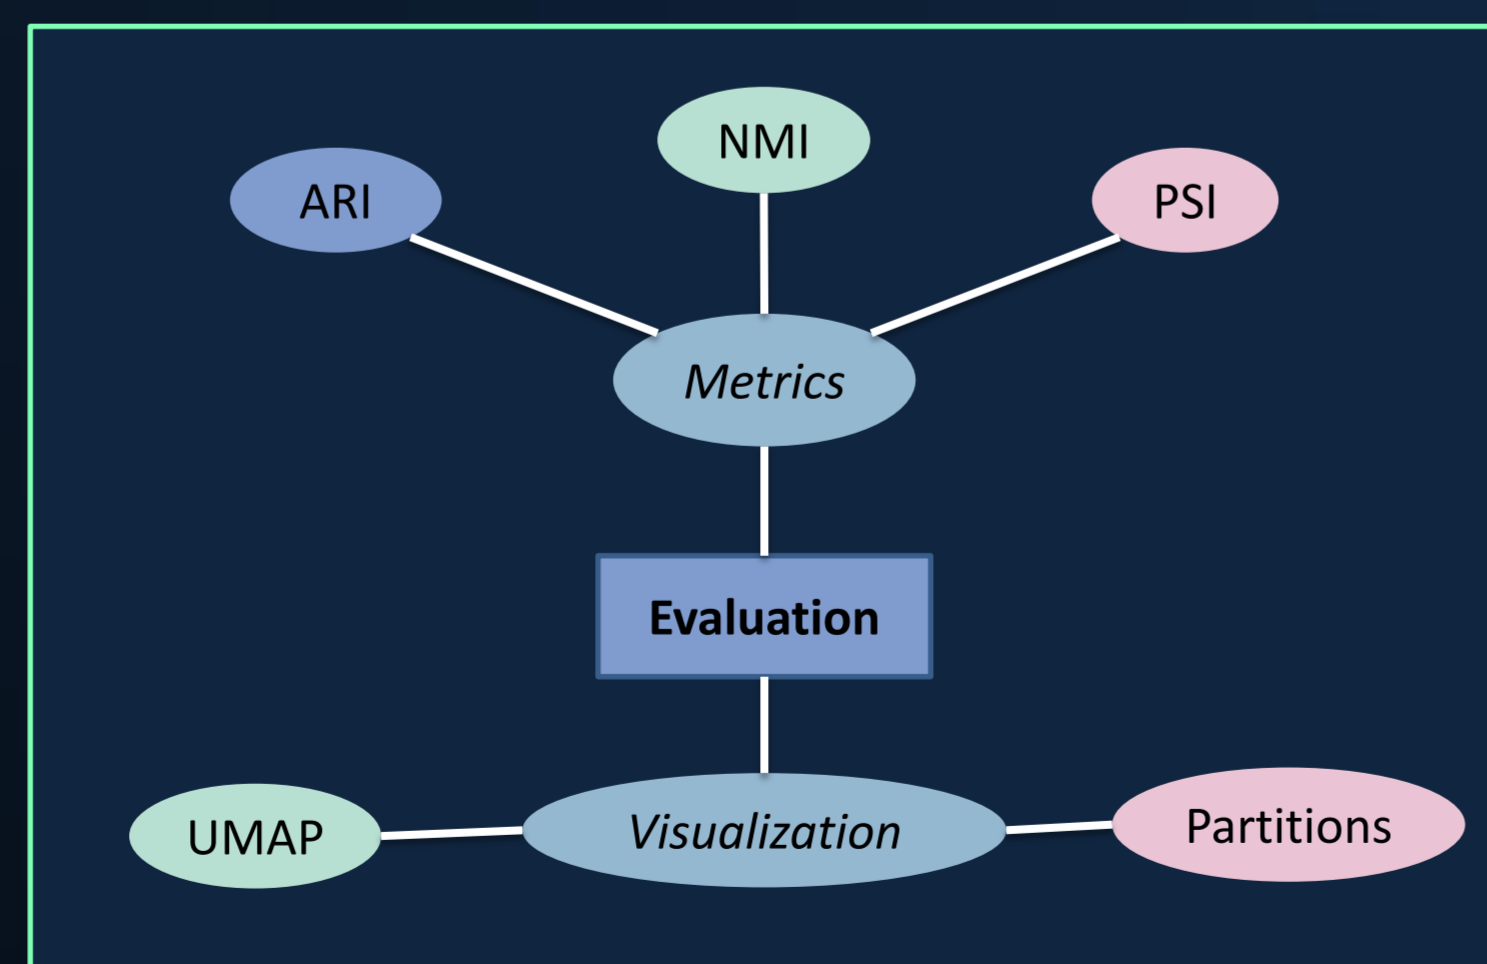 NMI
ARI
PSI
Metrics
Evaluation
UMAP
Visualization
Partitions